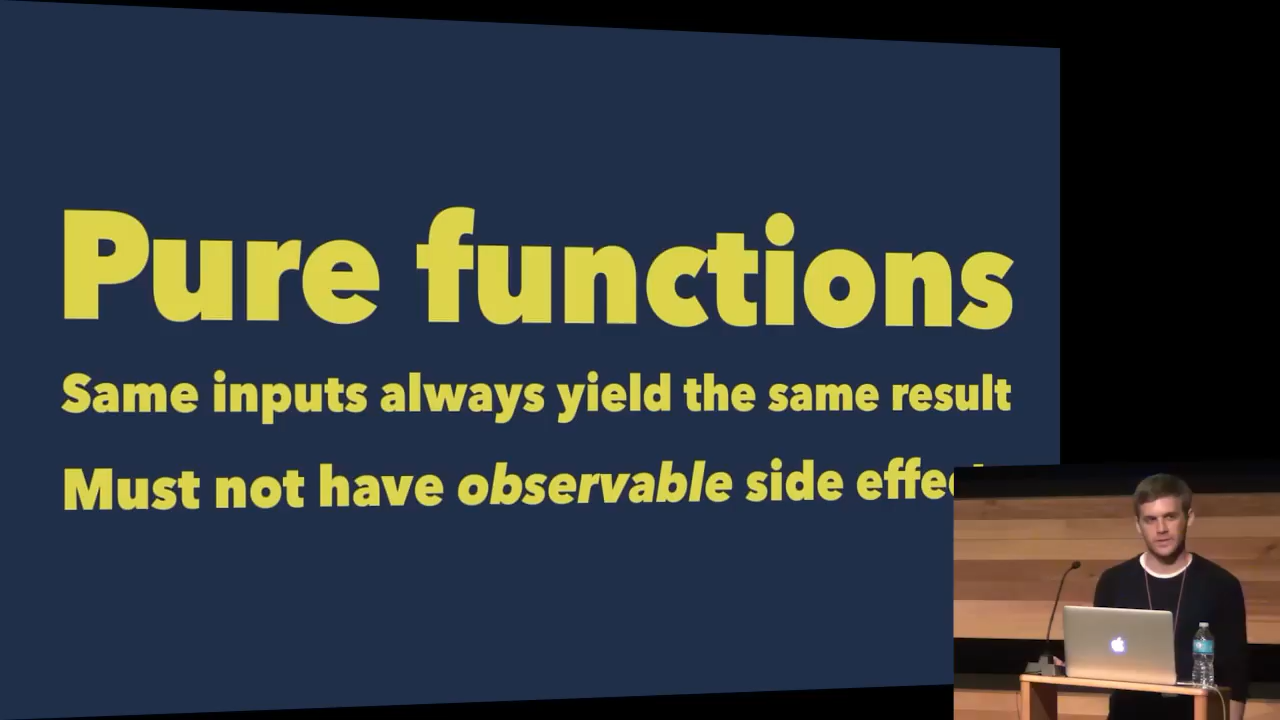 Pure functions
Same inputs always yield the same result
Must not have observable side